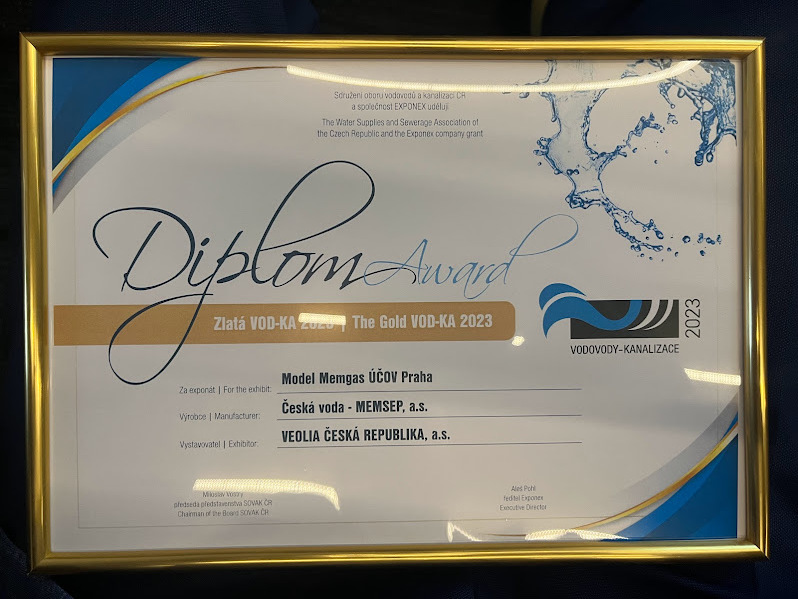 Sdružení oboru vodovodů a kanalizací ČR
a společnost EXPONEX udělují
The Water Supplies and Sewerage Association of
the Czech Republic and the Exponex company grant
Diplom Award
Zlatá VOD-KA 2023 | The Gold VOD-KA 2023
VODOVODY-KANALIZACE
2023
Za exponát | For the exhibit: Model Memgas ÚČOV Praha
Výrobce | Manufacturer: Česká voda - MEMSEP, a.s.
Vystavovatel | Exhibitor: VEOLIA ČESKÁ REPUBLIKA, a.s.
Miloslav Vostrý
předseda představenstva SOVAK ČR
Chairman of the Board SOVAK ČR
Aleš Pohl
ředitel Exponex
Executive Director